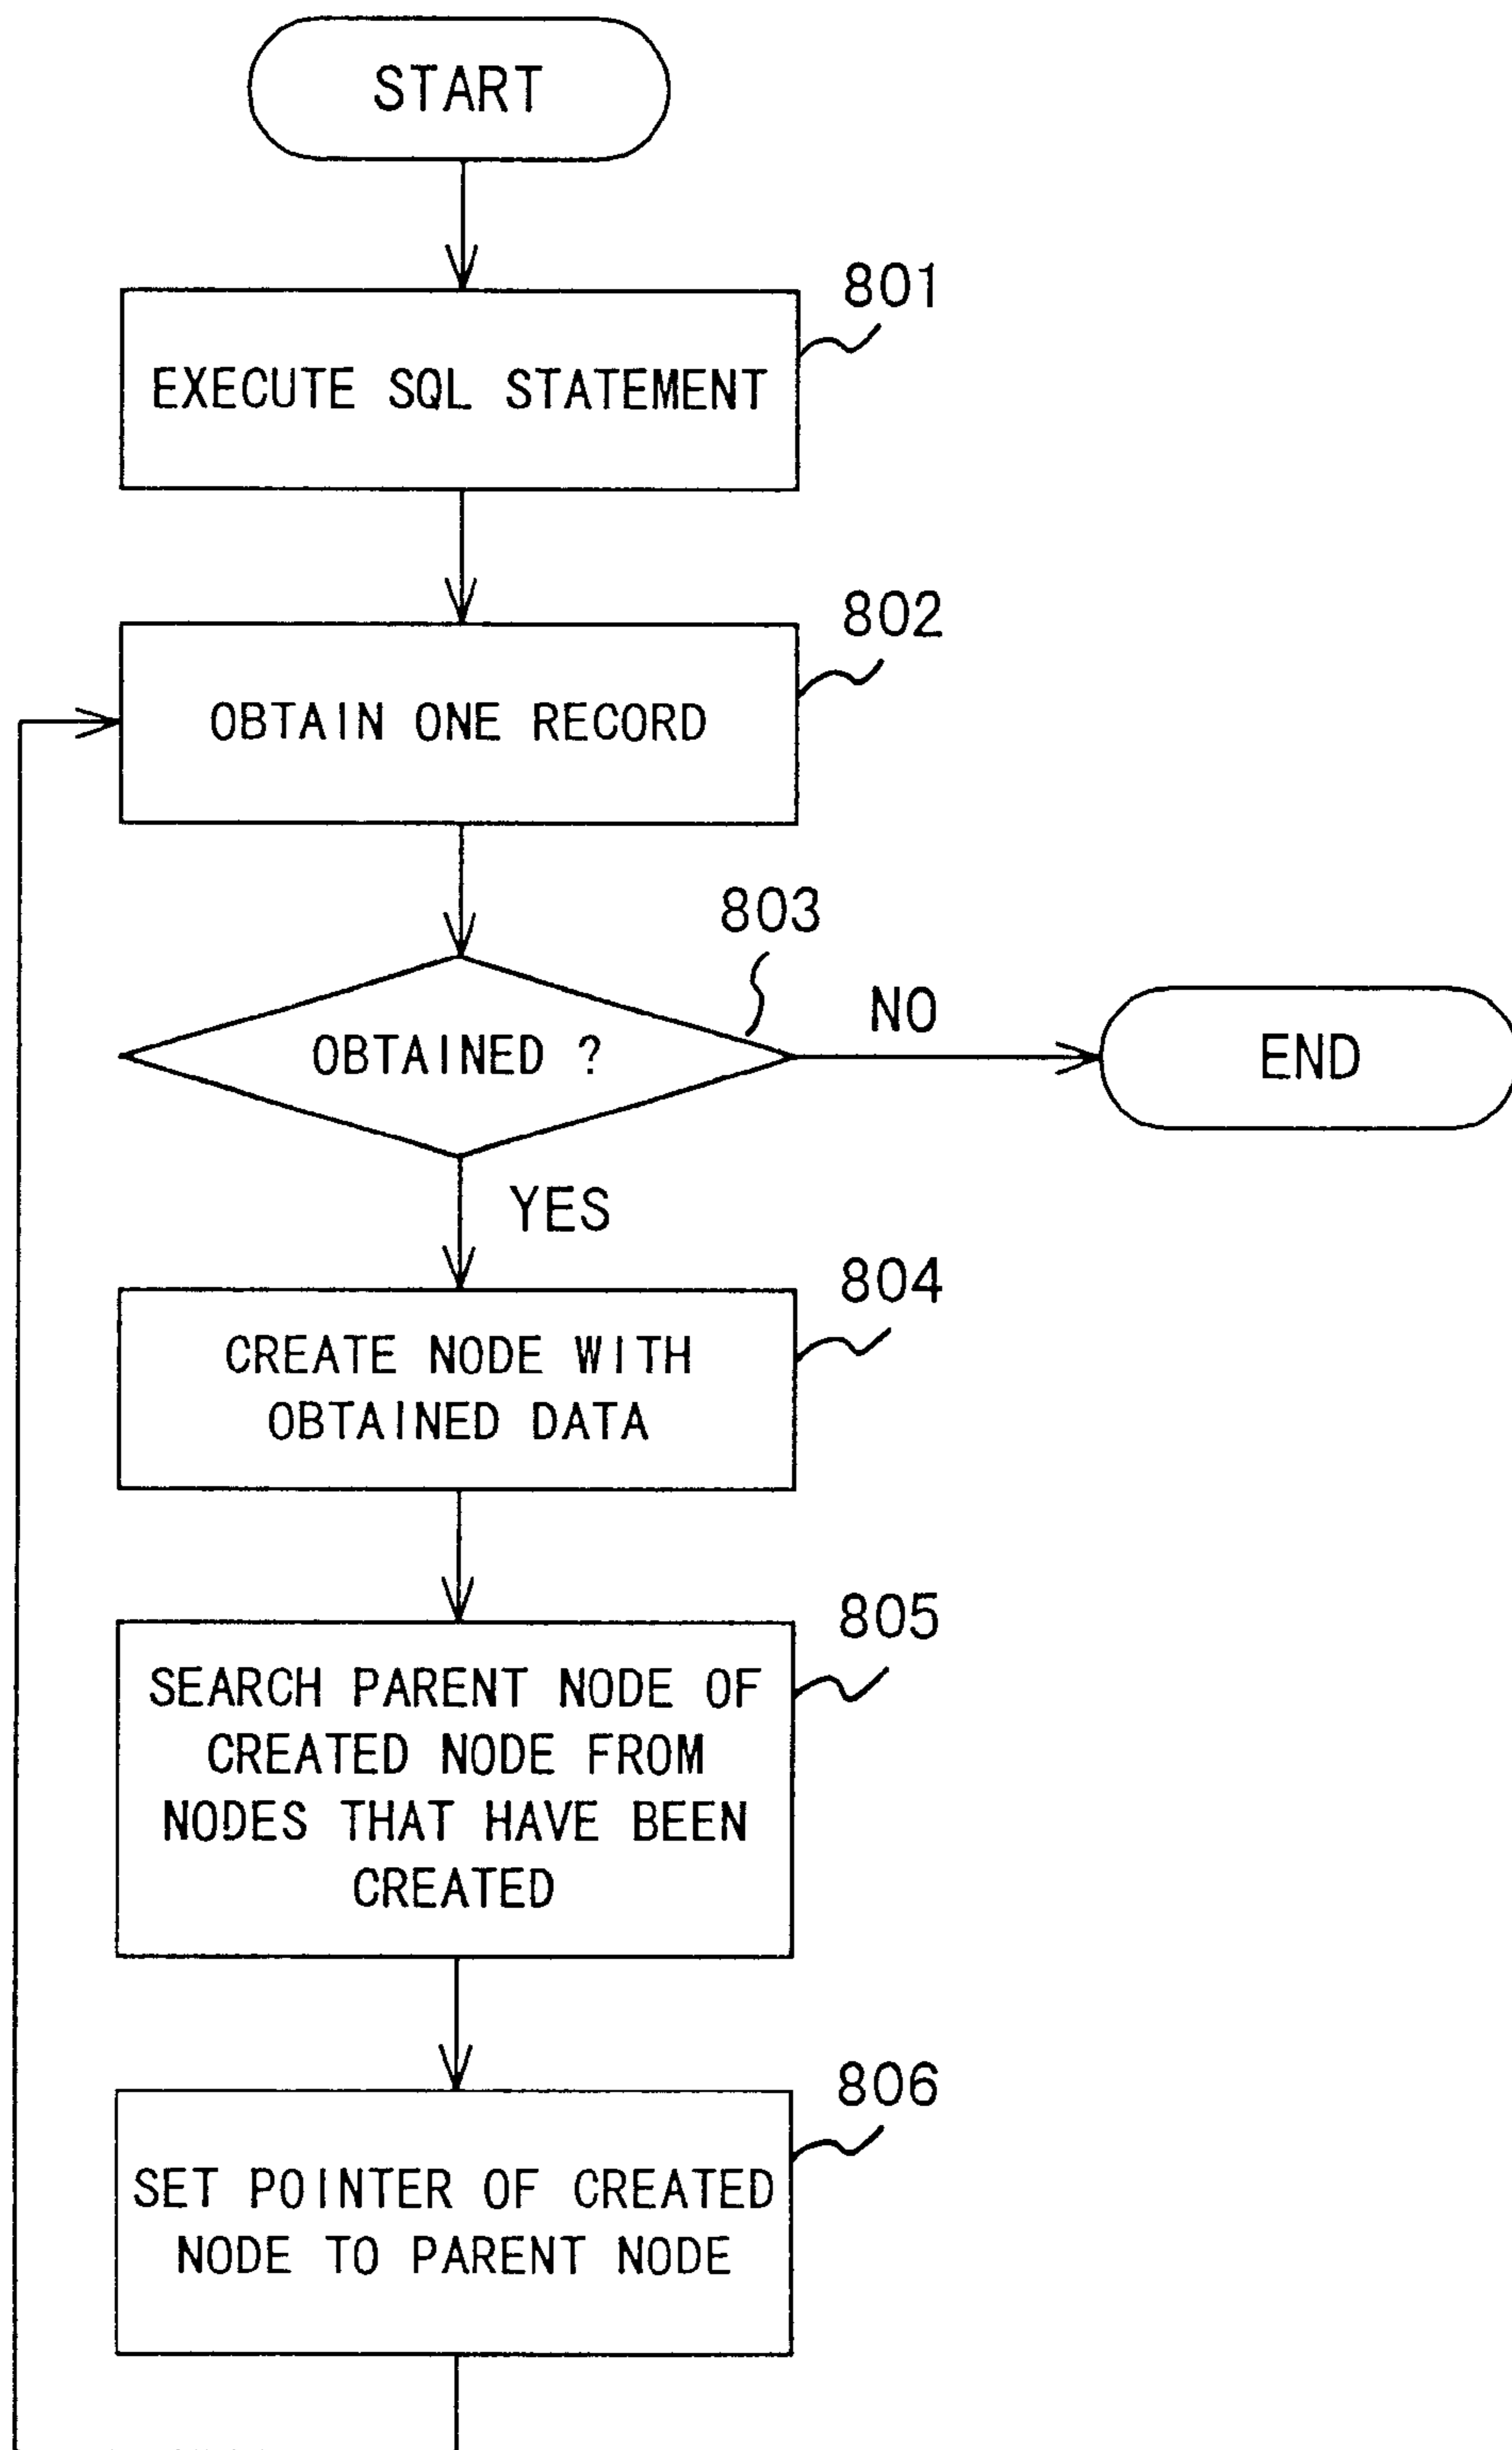 START
801
EXECUTE SQL STATEMENT
802
OBTAIN ONE RECORD
803
OBTAINED ?
NO
END
YES
804
CREATE NODE WITH
OBTAINED DATA
805
SEARCH PARENT NODE OF
CREATED NODE FROM
NODES THAT HAVE BEEN
CREATED
806
SET POINTER OF CREATED
NODE TO PARENT NODE